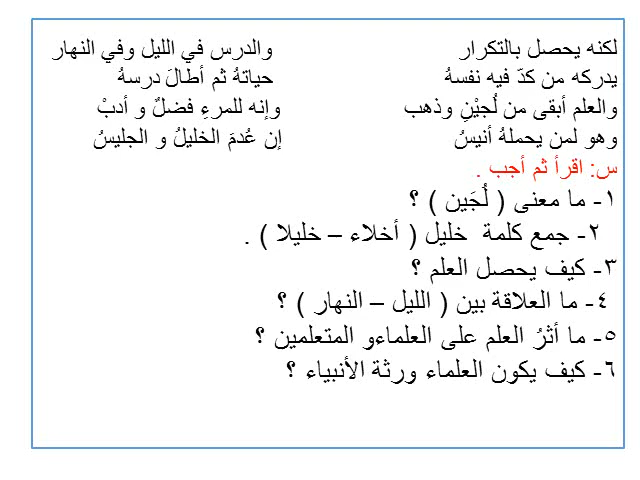 لكنه يحصل بالتكرار والدرس في الليل وفي النهار
يدركه من كدّ فيه نفسهُ حياتهُ ثم أطالَ درسهُ
والعلم أبقى من لُجيْنِ وذهب وإنه للمرءِ فضلٌ و أدبْ
وهو لمن يحملهُ أنيسُ إن عُدمَ الخليلُ و الجليسُ
س: اقرأ ثم أجب .
١- ما معنى ( لُجَين ) ؟
٢- جمع كلمة خليل ( أخلاء – خليلا ) .
٣- كيف يحصل العلم ؟
٤- ما العلاقة بين ( الليل – النهار ) ؟
٥- ما أثرُ العلم على العلماءو المتعلمين ؟
٦- كيف يكون العلماء ورثة الأنبياء ؟